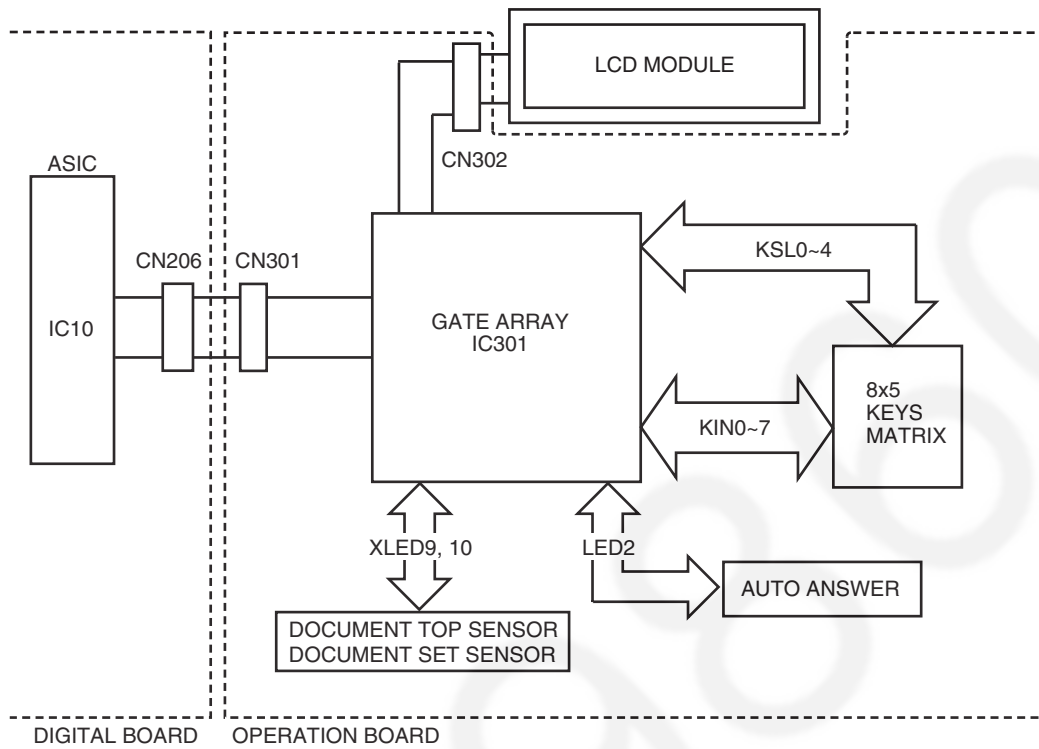 LCD MODULE
CN302
ASIC
CN206
CN301
KSL0~4
IC10
GATE ARRAY
IC301
8x5
KEYS
MATRIX
KIN0~7
XLED9, 10
LED2
AUTO ANSWER
DOCUMENT TOP SENSOR
DOCUMENT SET SENSOR
DIGITAL BOARD
OPERATION BOARD